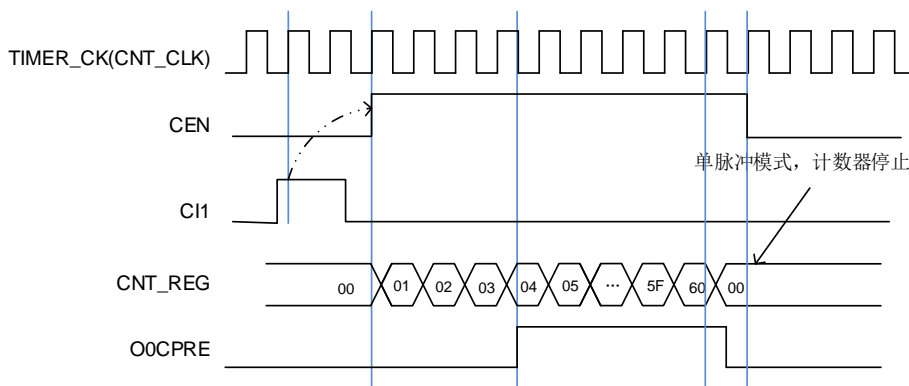 TIMER_CK(CNT_CLK)
CEN
单脉冲模式，计数器停止
CI1
CNT_REG 00 01 02 03 04 05 ... 5F 60 00
O0CPRE